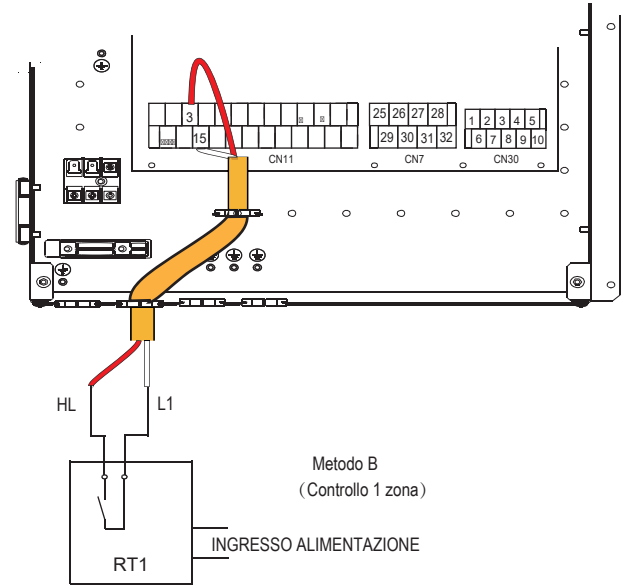 3
25 26 27 28
1 2 3 4 5
15
29 30 31 32
6 7 8 9 10
CN11
CN7
CN30
HL
L1
Metodo B
（Controllo 1 zona）
INGRESSO ALIMENTAZIONE
RT1